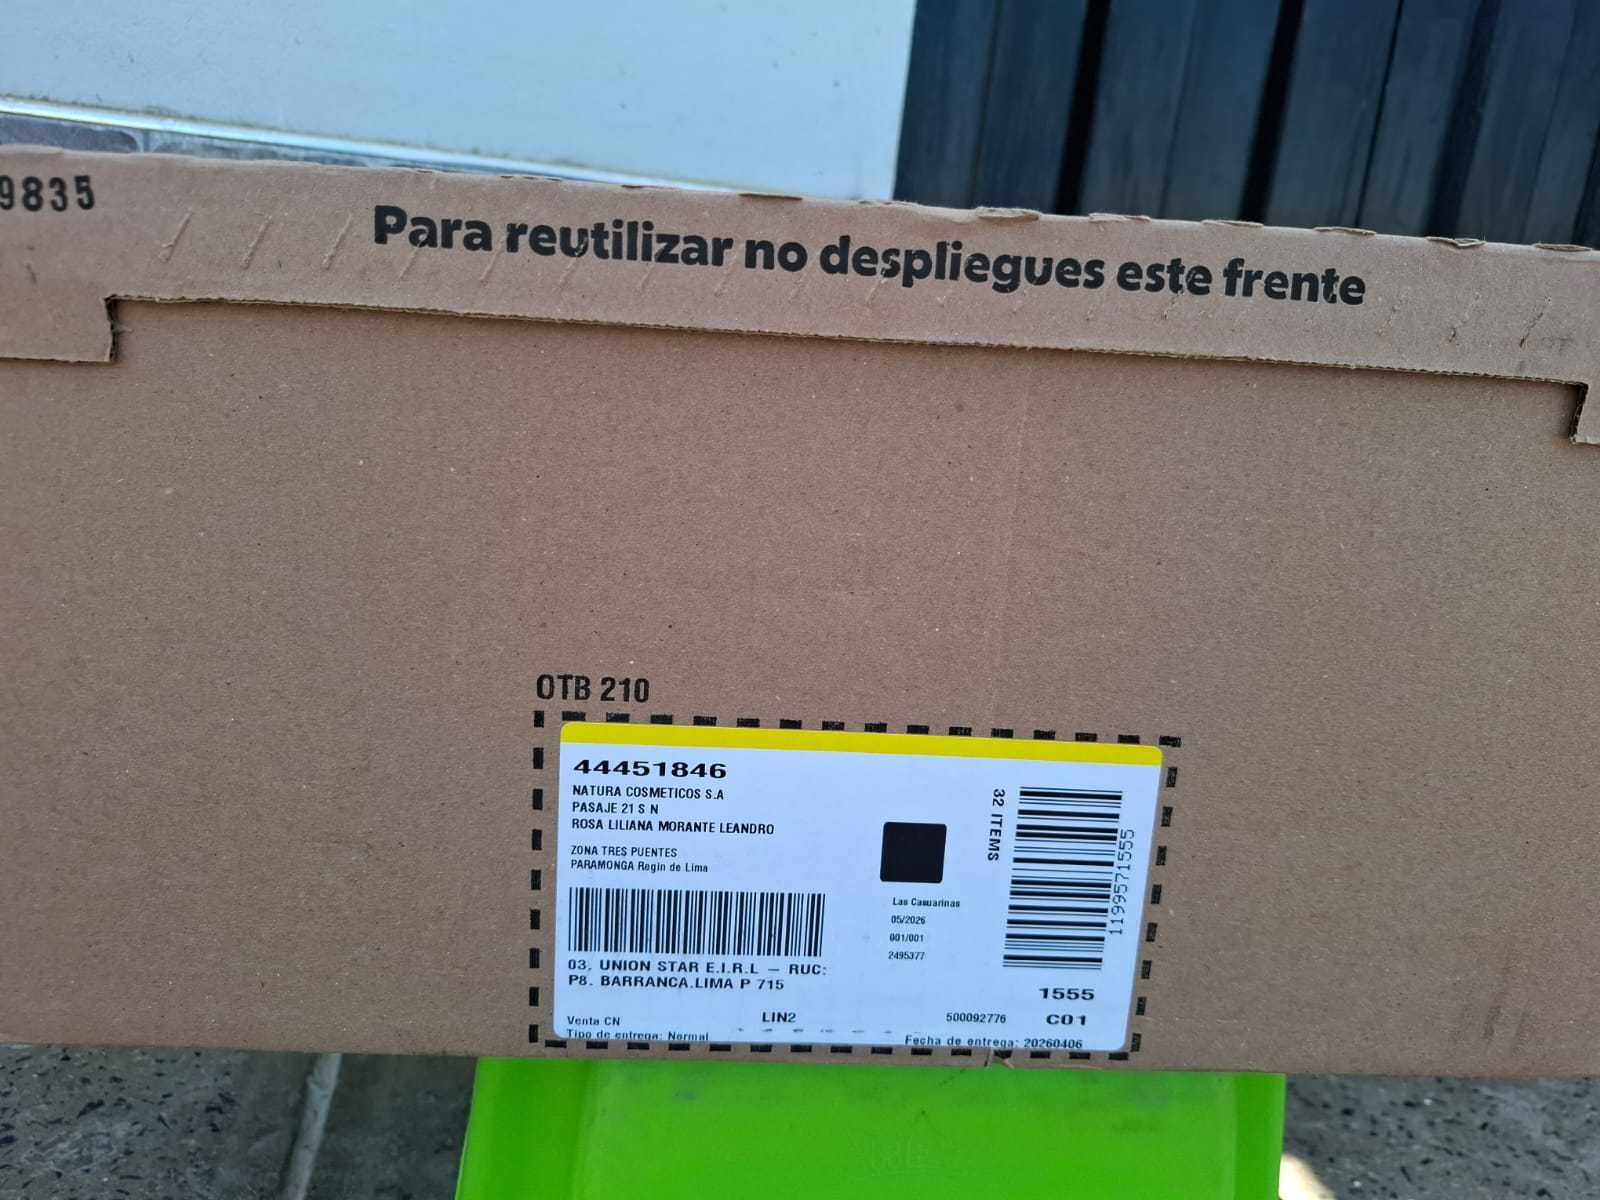 9835
Para reutilizar no despliegues este frente
OTB 210
44451846
NATURA COSMETICOS S.A
PASAJE 21 S N
ROSA LILIANA MORANTE LEANDRO
ZONA TRES PUENTES
PARAMONGA Regin de Lima
03. UNION STAR E.I.R.L – RUC:
P8. BARRANCA.LIMA P 715
Venta CN
LIN2
Tipo de entrega: Normal
Las Casuarinas
05/2026
001/001
2495377
32 ITEMS
1199571555
1555
500092776
C01
Fecha de entrega: 20260406